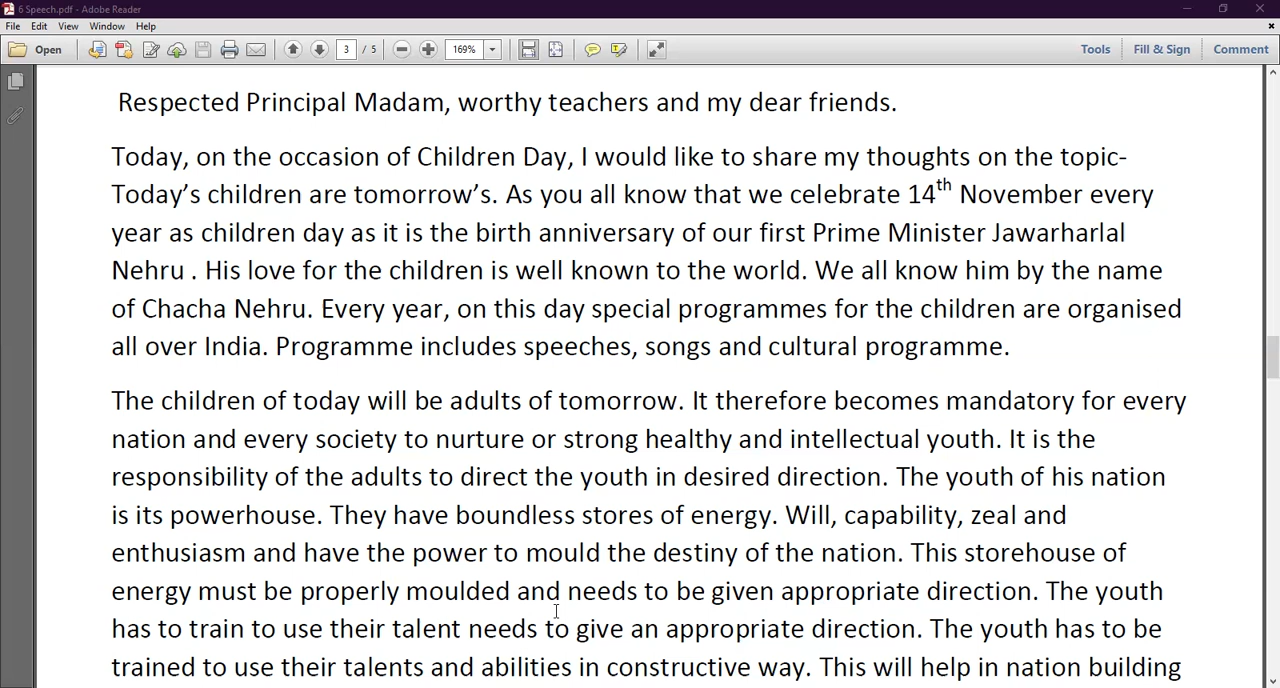 6 Speech.pdf - Adobe Reader
File Edit View Window Help
Open 3 / 5 169% Tools Fill & Sign Comment
Respected Principal Madam, worthy teachers and my dear friends.
Today, on the occasion of Children Day, I would like to share my thoughts on the topic-
Today’s children are tomorrow’s. As you all know that we celebrate 14th November every
year as children day as it is the birth anniversary of our first Prime Minister Jawarharlal
Nehru . His love for the children is well known to the world. We all know him by the name
of Chacha Nehru. Every year, on this day special programmes for the children are organised
all over India. Programme includes speeches, songs and cultural programme.
The children of today will be adults of tomorrow. It therefore becomes mandatory for every
nation and every society to nurture or strong healthy and intellectual youth. It is the
responsibility of the adults to direct the youth in desired direction. The youth of his nation
is its powerhouse. They have boundless stores of energy. Will, capability, zeal and
enthusiasm and have the power to mould the destiny of the nation. This storehouse of
energy must be properly moulded and needs to be given appropriate direction. The youth
has to train to use their talent needs to give an appropriate direction. The youth has to be
trained to use their talents and abilities in constructive way. This will help in nation building